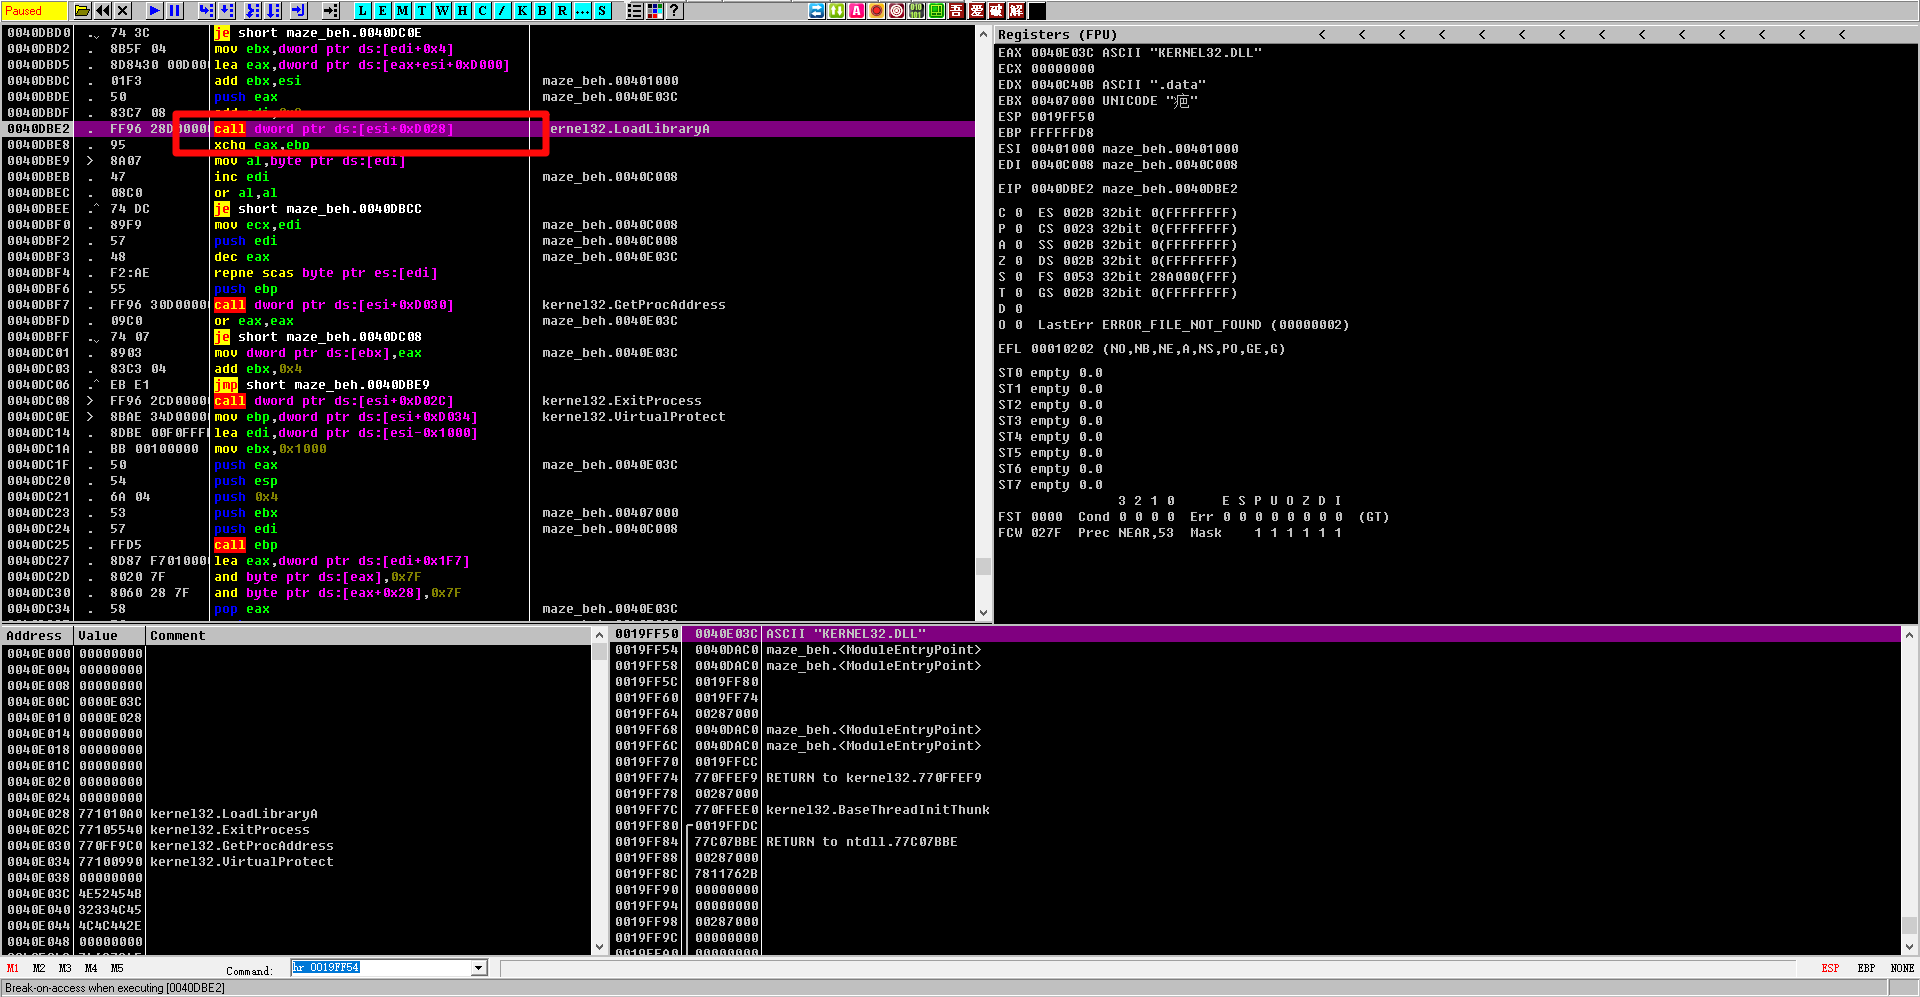 Paused
L E M T W H C / K B R ... S
?
A 吾 爱 破 解
0040DBD0 .﹀ 74 3C je short maze_beh.0040DC0E
0040DBD2 . 8B5F 04 mov ebx,dword ptr ds:[edi+0x4]
0040DBD5 . 8D8430 00D00 lea eax,dword ptr ds:[eax+esi+0xD000]
0040DBDC . 01F3 add ebx,esi maze_beh.00401000
0040DBDE . 50 push eax maze_beh.0040E03C
0040DBDF . 83C7 08
0040DBE2 . FF96 28D0000 call dword ptr ds:[esi+0xD028] kernel32.LoadLibraryA
0040DBE8 . 95 xchg eax,ebp
0040DBE9 > 8A07 mov al,byte ptr ds:[edi]
0040DBEB . 47 inc edi maze_beh.0040C008
0040DBEC . 08C0 or al,al
0040DBEE .^ 74 DC je short maze_beh.0040DBCC
0040DBF0 . 89F9 mov ecx,edi maze_beh.0040C008
0040DBF2 . 57 push edi maze_beh.0040C008
0040DBF3 . 48 dec eax maze_beh.0040E03C
0040DBF4 . F2:AE repne scas byte ptr es:[edi]
0040DBF6 . 55 push ebp
0040DBF7 . FF96 30D0000 call dword ptr ds:[esi+0xD030] kernel32.GetProcAddress
0040DBFD . 09C0 or eax,eax maze_beh.0040E03C
0040DBFF .﹀ 74 07 je short maze_beh.0040DC08
0040DC01 . 8903 mov dword ptr ds:[ebx],eax maze_beh.0040E03C
0040DC03 . 83C3 04 add ebx,0x4
0040DC06 .^ EB E1 jmp short maze_beh.0040DBE9
0040DC08 > FF96 2CD0000 call dword ptr ds:[esi+0xD02C] kernel32.ExitProcess
0040DC0E > 8BAE 34D0000 mov ebp,dword ptr ds:[esi+0xD034] kernel32.VirtualProtect
0040DC14 . 8DBE 00F0FFF lea edi,dword ptr ds:[esi-0x1000]
0040DC1A . BB 00100000 mov ebx,0x1000
0040DC1F . 50 push eax maze_beh.0040E03C
0040DC20 . 54 push esp
0040DC21 . 6A 04 push 0x4
0040DC23 . 53 push ebx maze_beh.00407000
0040DC24 . 57 push edi maze_beh.0040C008
0040DC25 . FFD5 call ebp
0040DC27 . 8D87 F701000 lea eax,dword ptr ds:[edi+0x1F7]
0040DC2D . 8020 7F and byte ptr ds:[eax],0x7F
0040DC30 . 8060 28 7F and byte ptr ds:[eax+0x28],0x7F
0040DC34 . 58 pop eax maze_beh.0040E03C
Registers (FPU) < < < < < < < < < < < < < <
EAX 0040E03C ASCII "KERNEL32.DLL"
ECX 00000000
EDX 0040C40B ASCII ".data"
EBX 00407000 UNICODE "疤"
ESP 0019FF50
EBP FFFFFFD8
ESI 00401000 maze_beh.00401000
EDI 0040C008 maze_beh.0040C008
EIP 0040DBE2 maze_beh.0040DBE2
C 0 ES 002B 32bit 0(FFFFFFFF)
P 0 CS 0023 32bit 0(FFFFFFFF)
A 0 SS 002B 32bit 0(FFFFFFFF)
Z 0 DS 002B 32bit 0(FFFFFFFF)
S 0 FS 0053 32bit 28A000(FFF)
T 0 GS 002B 32bit 0(FFFFFFFF)
D 0
O 0 LastErr ERROR_FILE_NOT_FOUND (00000002)
EFL 00010202 (NO,NB,NE,A,NS,PO,GE,G)
ST0 empty 0.0
ST1 empty 0.0
ST2 empty 0.0
ST3 empty 0.0
ST4 empty 0.0
ST5 empty 0.0
ST6 empty 0.0
ST7 empty 0.0
3 2 1 0 E S P U O Z D I
FST 0000 Cond 0 0 0 0 Err 0 0 0 0 0 0 0 0 (GT)
FCW 027F Prec NEAR,53 Mask 1 1 1 1 1 1
Address Value Comment
0040E000 00000000
0040E004 00000000
0040E008 00000000
0040E00C 0000E03C
0040E010 0000E028
0040E014 00000000
0040E018 00000000
0040E01C 00000000
0040E020 00000000
0040E024 00000000
0040E028 771010A0 kernel32.LoadLibraryA
0040E02C 77105540 kernel32.ExitProcess
0040E030 770FF9C0 kernel32.GetProcAddress
0040E034 77100990 kernel32.VirtualProtect
0040E038 00000000
0040E03C 4E52454B
0040E040 32334C45
0040E044 4C4C442E
0040E048 00000000
0019FF50 0040E03C ASCII "KERNEL32.DLL"
0019FF54 0040DAC0 maze_beh.<ModuleEntryPoint>
0019FF58 0040DAC0 maze_beh.<ModuleEntryPoint>
0019FF5C 0019FF80
0019FF60 0019FF74
0019FF64 00287000
0019FF68 0040DAC0 maze_beh.<ModuleEntryPoint>
0019FF6C 0040DAC0 maze_beh.<ModuleEntryPoint>
0019FF70 0019FFCC
0019FF74 770FFEF9 RETURN to kernel32.770FFEF9
0019FF78 00287000
0019FF7C 770FFEE0 kernel32.BaseThreadInitThunk
0019FF80 0019FFDC
0019FF84 77C07BBE RETURN to ntdll.77C07BBE
0019FF88 00287000
0019FF8C 7811762B
0019FF90 00000000
0019FF94 00000000
0019FF98 00287000
0019FF9C 00000000
0019FFA0 00000000
M1 M2 M3 M4 M5 Command: hr 0019FF54 ESP EBP NONE
Break-on-access when executing [0040DBE2]